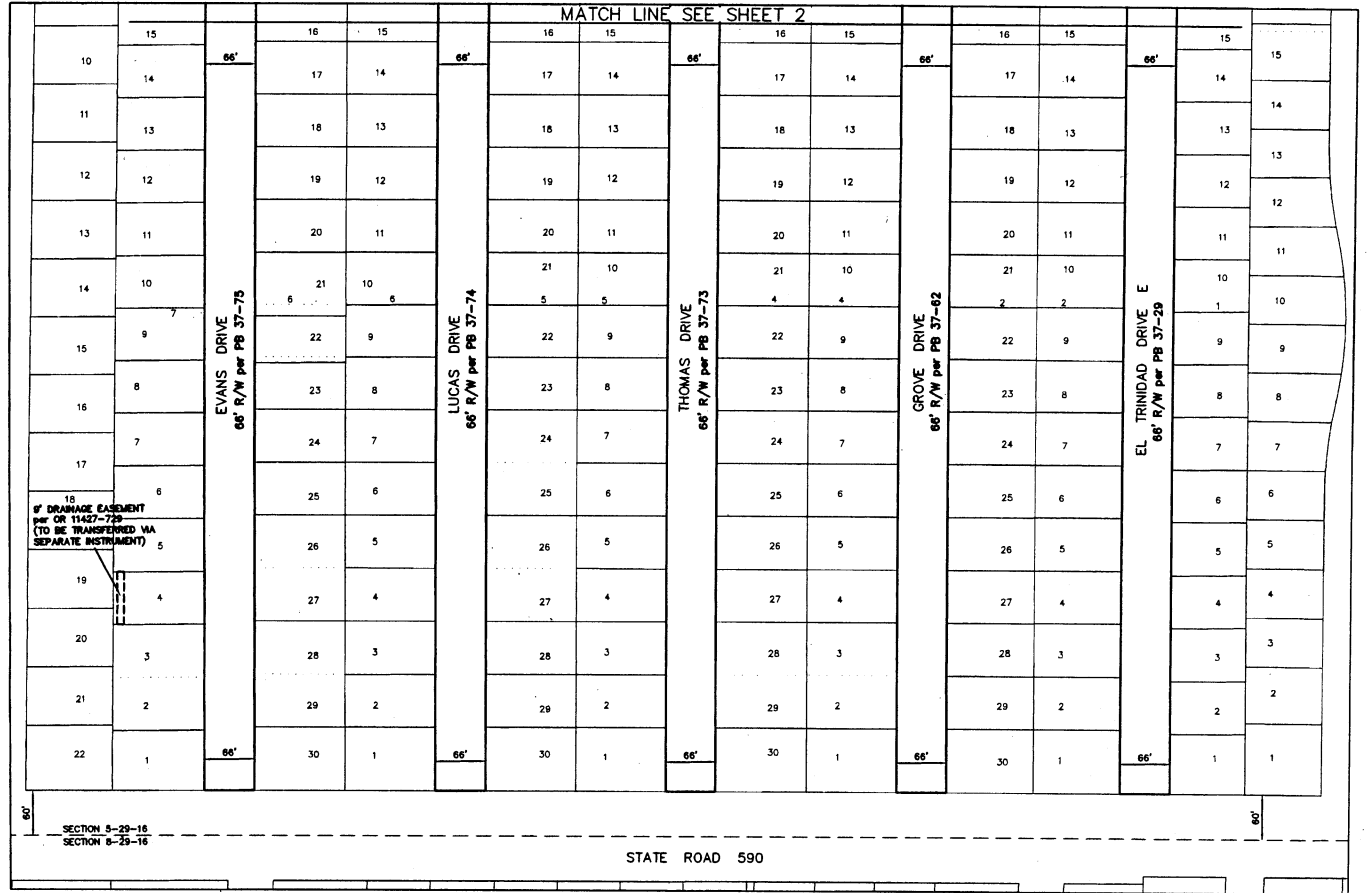 MATCH LINE SEE SHEET 2
15 16 15 16 15 16 15 16 15 15
66' 66' 66' 66' 66'
10 14 17 14 17 14 17 14 17 14 14 15
11 13 18 13 18 13 18 13 18 13 13 14
13
12 12 19 12 19 12 19 12 19 12 12 12
13 11 20 11 20 11 20 11 20 11 11 11
14 10 21 10 21 10 21 10 21 10 10 10
7 6 6 5 5 4 4 2 2 1
15 9 22 9 22 9 22 9 22 9 9 9
16 8 23 8 23 8 23 8 23 8 8 8
17 7 24 7 24 7 24 7 24 7 7 7
EVANS DRIVE
66' R/W per PB 37-75
LUCAS DRIVE
66' R/W per PB 37-74
THOMAS DRIVE
66' R/W per PB 37-73
GROVE DRIVE
66' R/W per PB 37-62
EL TRINIDAD DRIVE E
66' R/W per PB 37-29
18 6 25 6 25 6 25 6 25 6 6 6
9' DRAINAGE EASEMENT
per OR 11427-729
(TO BE TRANSFERRED VIA
SEPARATE INSTRUMENT)
5 26 5 26 5 26 5 26 5 5 5
19 4 27 4 27 4 27 4 27 4 4 4
20 3 28 3 28 3 28 3 28 3 3 3
21 2 29 2 29 2 29 2 29 2 2 2
22 1 30 1 30 1 30 1 30 1 1 1
66' 66' 66' 66' 66'
60' 60'
SECTION 5-29-16
SECTION 8-29-16
STATE ROAD 590